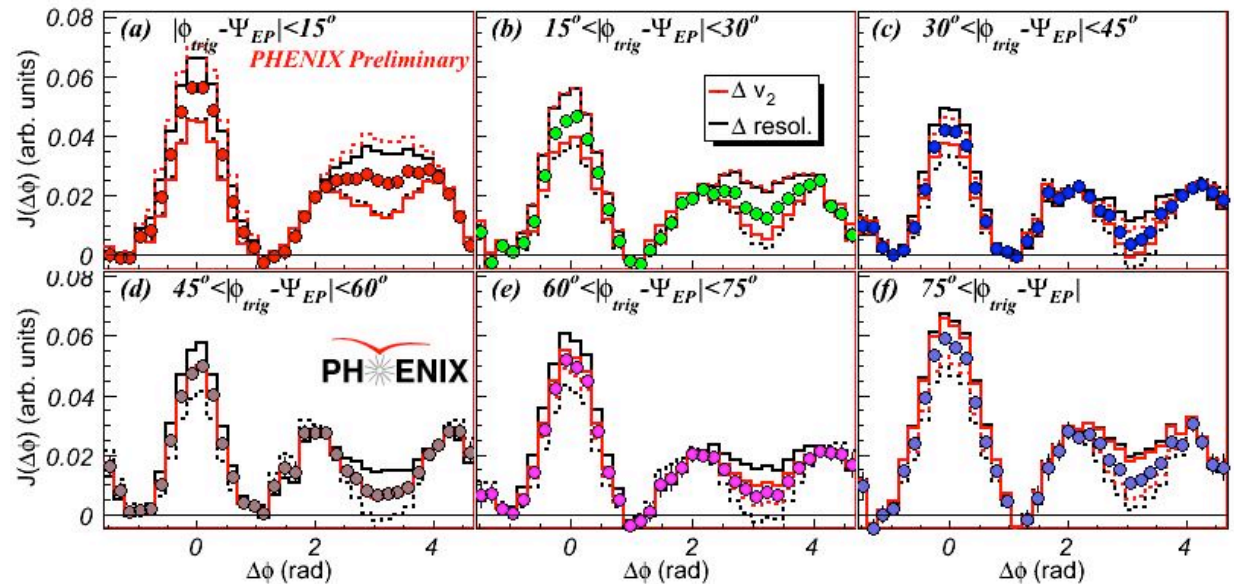 (a) |ϕtrig-ΨEP|<15°
(b) 15°<|ϕtrig-ΨEP|<30°
(c) 30°<|ϕtrig-ΨEP|<45°
PHENIX Preliminary
Δ v2
Δ resol.
J(Δϕ) (arb. units)
0.08
0.06
0.04
0.02
0
(d) 45°<|ϕtrig-ΨEP|<60°
(e) 60°<|ϕtrig-ΨEP|<75°
(f) 75°<|ϕtrig-ΨEP|
PHENIX
J(Δϕ) (arb. units)
0.08
0.06
0.04
0.02
0
0 2 4
0 2 4
0 2 4
Δϕ (rad)
Δϕ (rad)
Δϕ (rad)